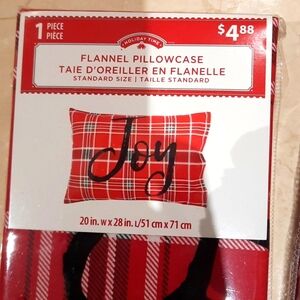 1 PIECE
PIÈCE
HOLIDAY TIME
$4.88
FLANNEL PILLOWCASE
TAIE D'OREILLER EN FLANELLE
STANDARD SIZE | TAILLE STANDARD
Joy
20 in. w x 28 in. L/51 cm x 71 cm